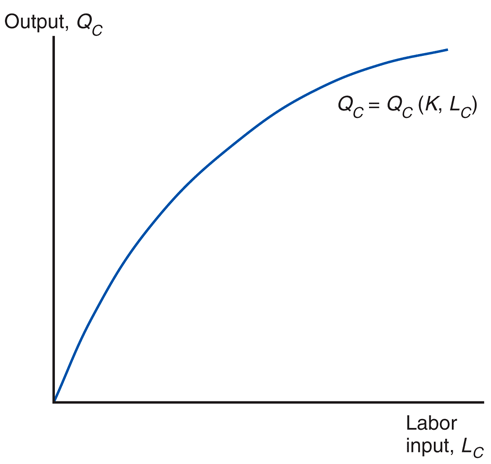 Output, Q_C
Q_C = Q_C (K, L_C)
Labor
input, L_C